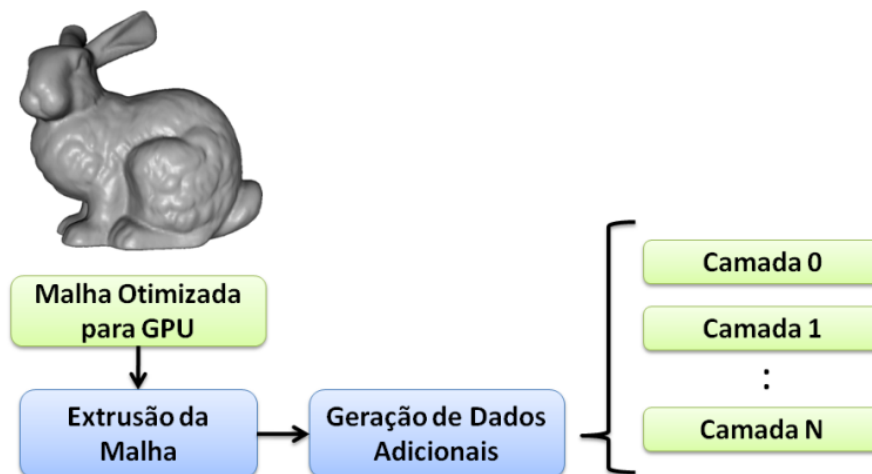 Malha Otimizada
para GPU
Extrusão da
Malha
Geração de Dados
Adicionais
Camada 0
Camada 1
:
Camada N